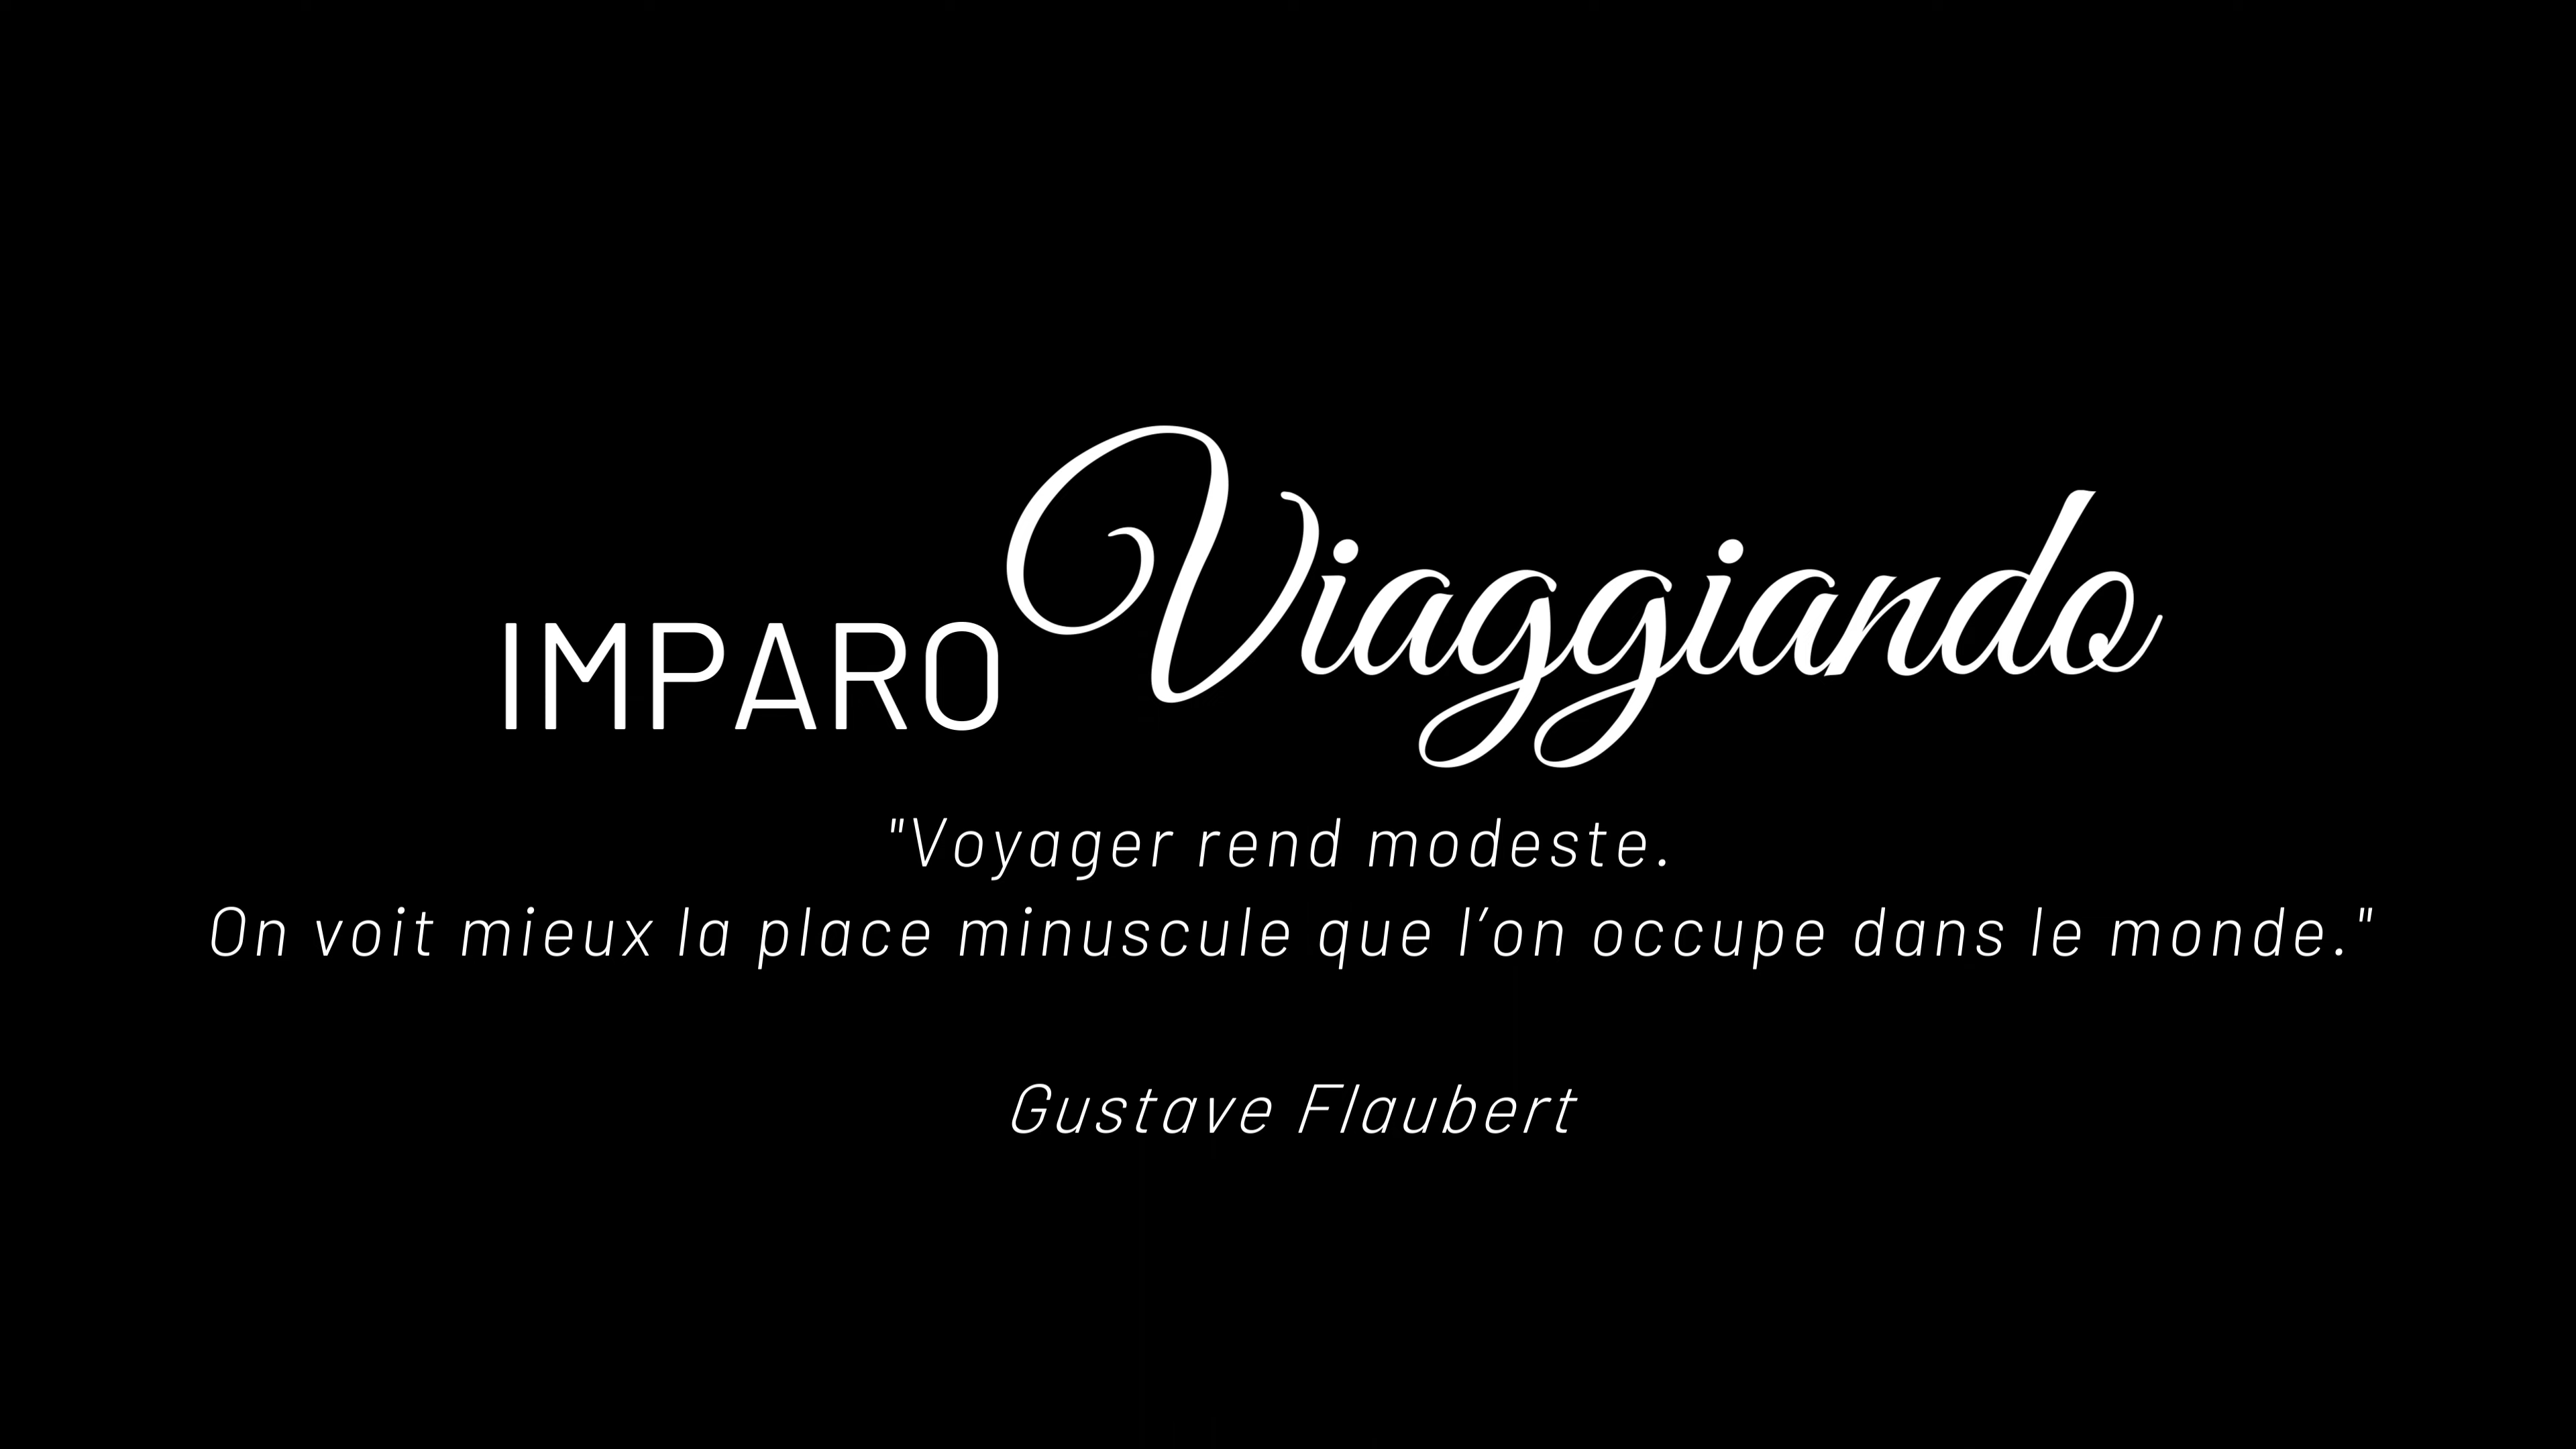 IMPARO Viaggiando
"Voyager rend modeste.
On voit mieux la place minuscule que l’on occupe dans le monde."
Gustave Flaubert